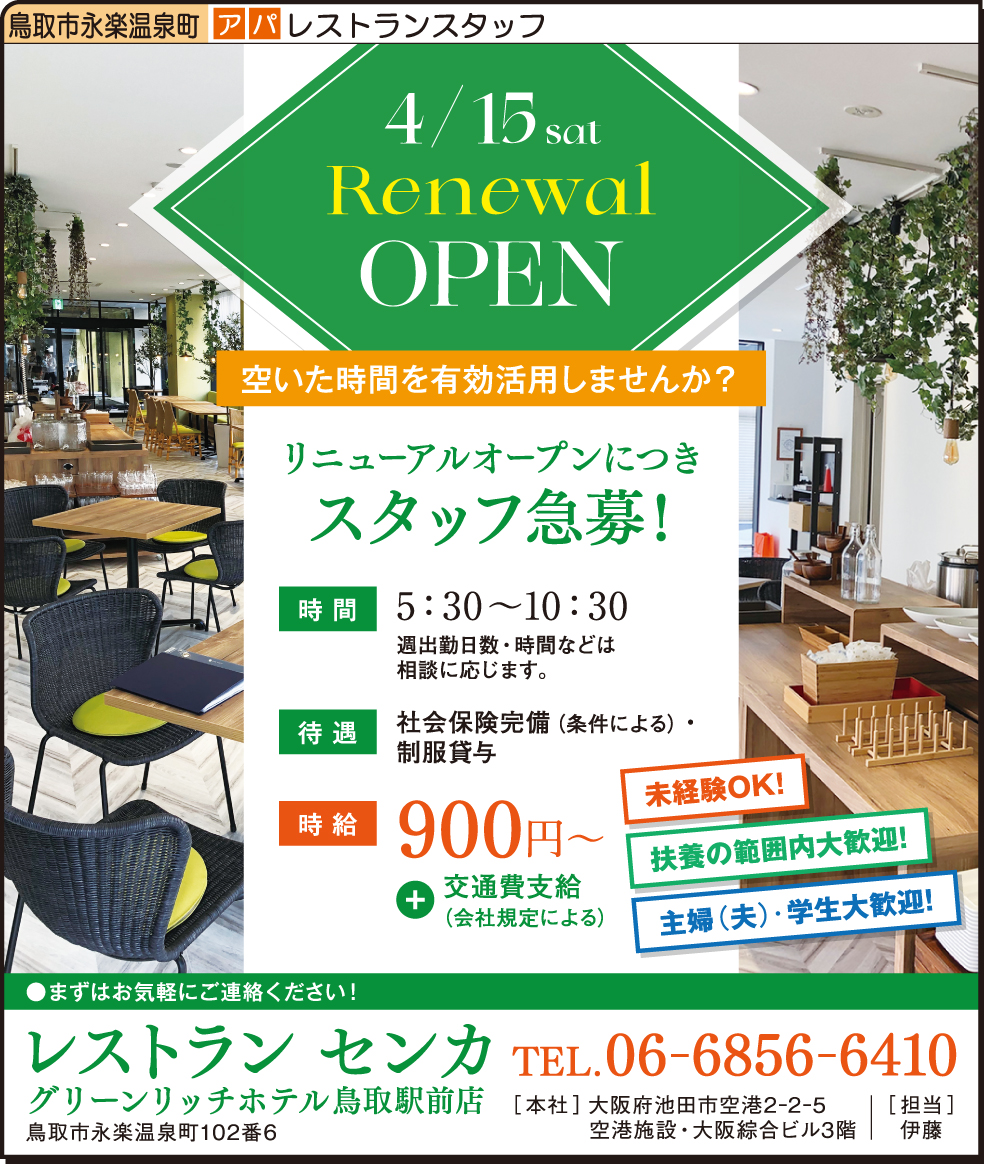 鳥取市永楽温泉町 アパ レストランスタッフ
4/15 sat
Renewal
OPEN
空いた時間を有効活用しませんか？
リニューアルオープンにつき
スタッフ急募！
時間 5：30〜10：30
週出勤日数・時間などは
相談に応じます。
待遇 社会保険完備（条件による）・
制服貸与
時給 900円〜
+ 交通費支給
（会社規定による）
未経験OK!
扶養の範囲内大歓迎!
主婦（夫）・学生大歓迎!
●まずはお気軽にご連絡ください！
レストラン センカ
グリーンリッチホテル鳥取駅前店
鳥取市永楽温泉町102番6
TEL.06-6856-6410
［本社］大阪府池田市空港2-2-5
空港施設・大阪綜合ビル3階
［担当］
伊藤